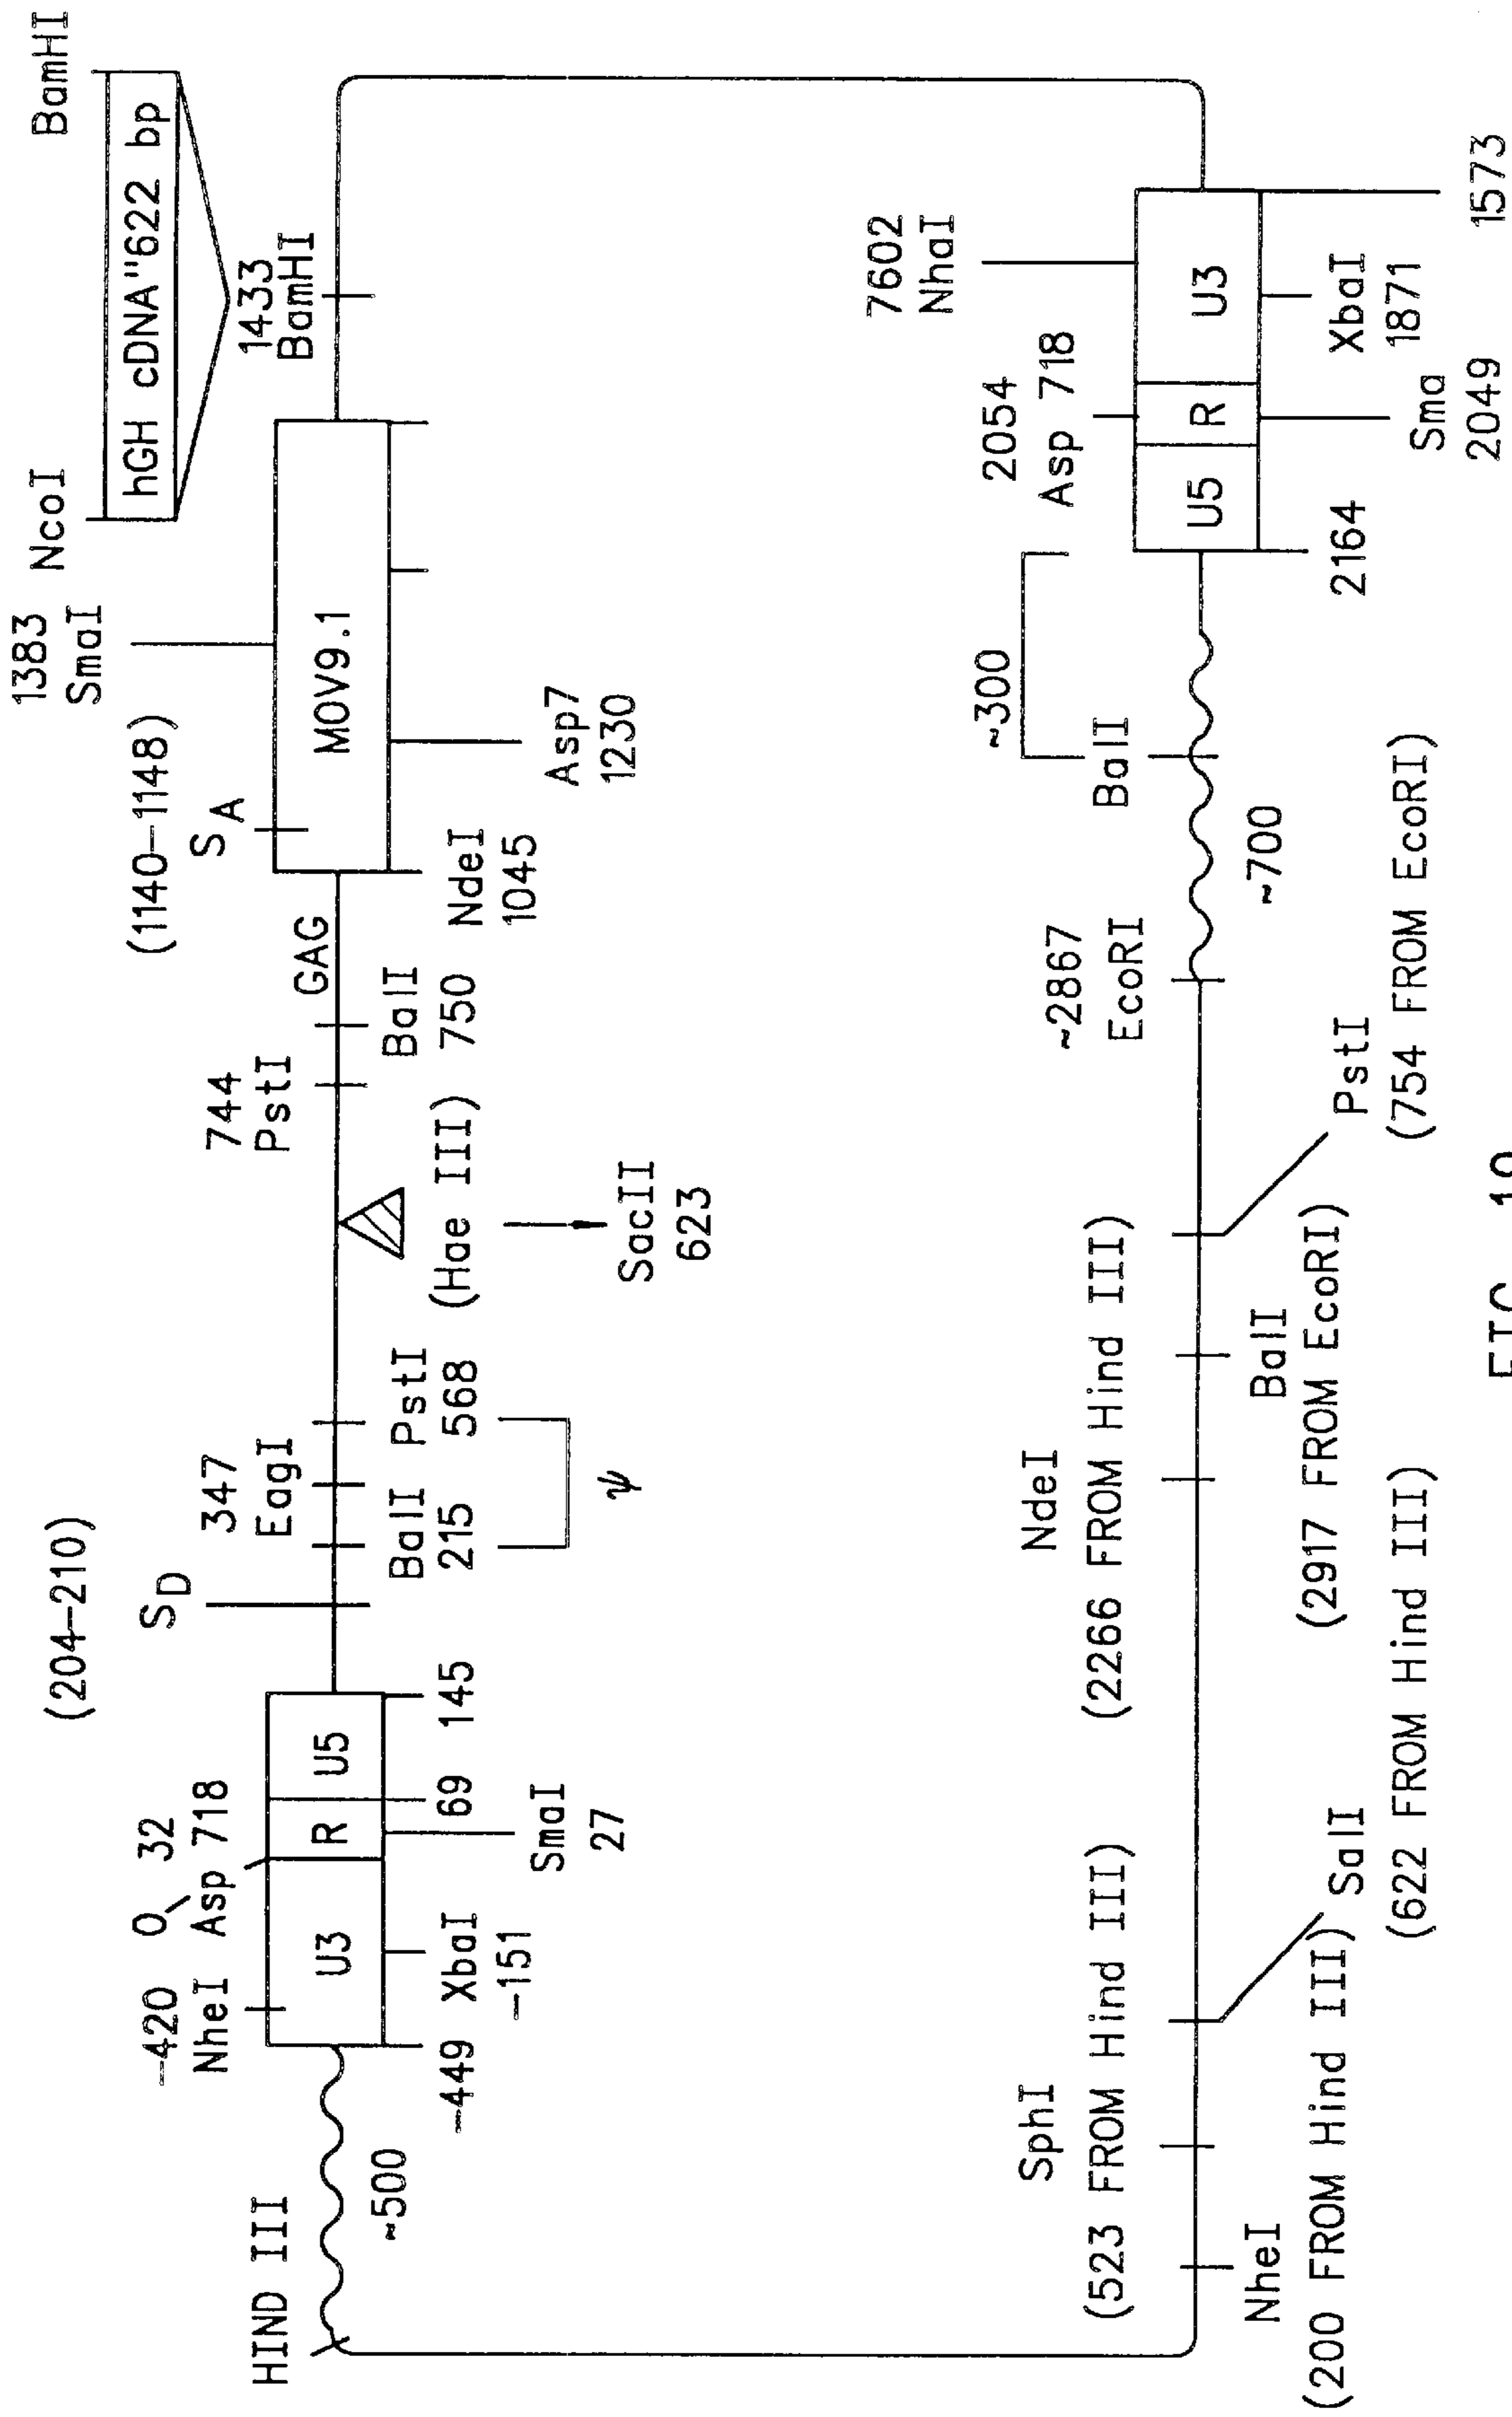 HIND III
~500
-420
NheI
O
32
Asp 718
U3
R
U5
-449
XbaI
-151
69
145
SmaI
27
(204-210)
SD
347
EagI
BalI
215
PstI
568
ψ
(Hae III)
SacII
623
744
PstI
BalI
750
GAG
(1140-1148)
SA
NdeI
1045
1383
SmaI
MOV9.1
Asp7
1230
NcoI
BamHI
hGH cDNA"622 bp
1433
BamHI
SphI
(523 FROM Hind III)
NheI
(200 FROM Hind III)
SalI
(622 FROM Hind III)
NdeI
(2266 FROM Hind III)
BalI
(2917 FROM EcoRI)
PstI
(754 FROM EcoRI)
~2867
EcoRI
~700
BalI
~300
2054
Asp 718
7602
NhaI
U5
R
U3
2164
Sma
2049
XbaI
1871
1573